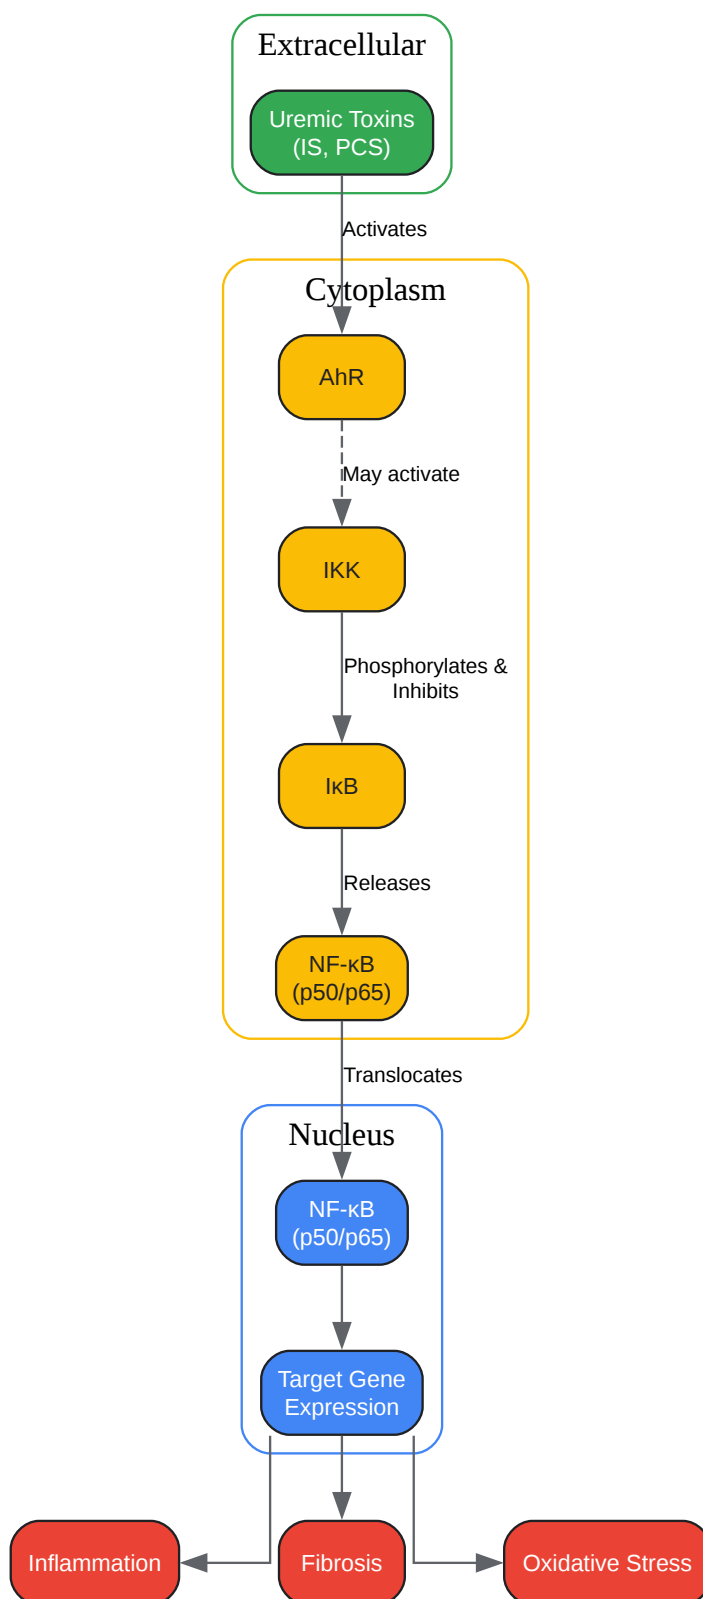 Extracellular
Uremic Toxins
(IS, PCS)
Activates
Cytoplasm
AhR
May activate
IKK
Phosphorylates &
Inhibits
IκB
Releases
NF-κB
(p50/p65)
Translocates
Nucleus
NF-κB
(p50/p65)
Target Gene
Expression
Inflammation
Fibrosis
Oxidative Stress